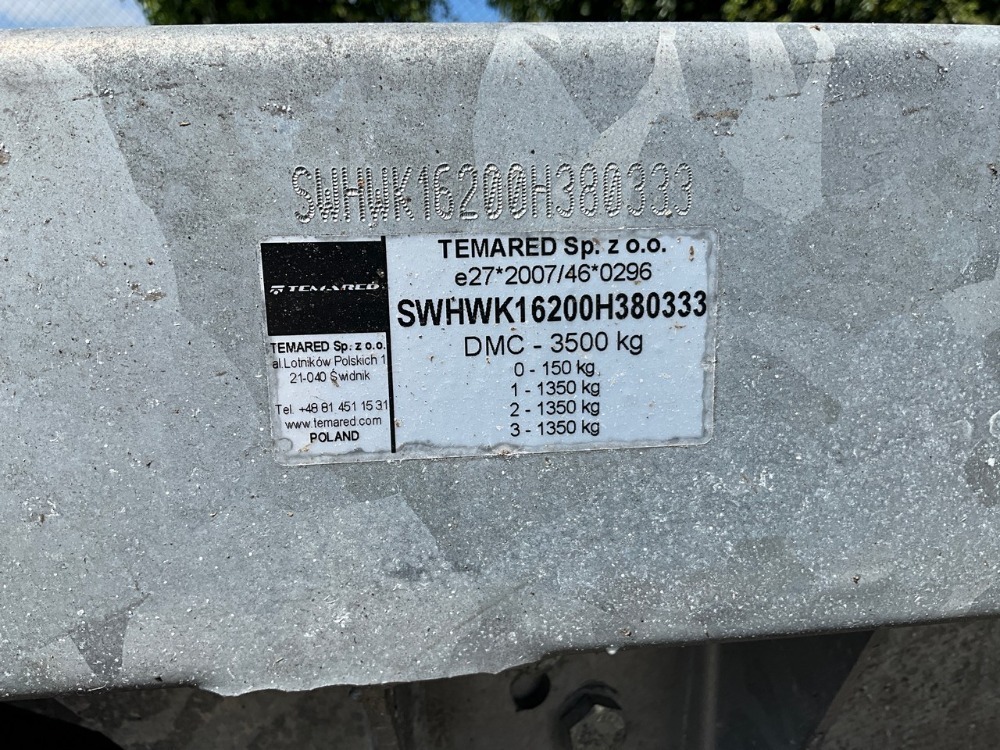 SWHWK16200H380333
TEMARED Sp. z o.o.
e27*2007/46*0296
SWHWK16200H380333
DMC - 3500 kg
0 - 150 kg
1 - 1350 kg
2 - 1350 kg
3 - 1350 kg
TEMARED
TEMARED Sp. z o.o.
al.Lotników Polskich 1
21-040 Świdnik
Tel. +48 81 451 15 31
www.temared.com
POLAND